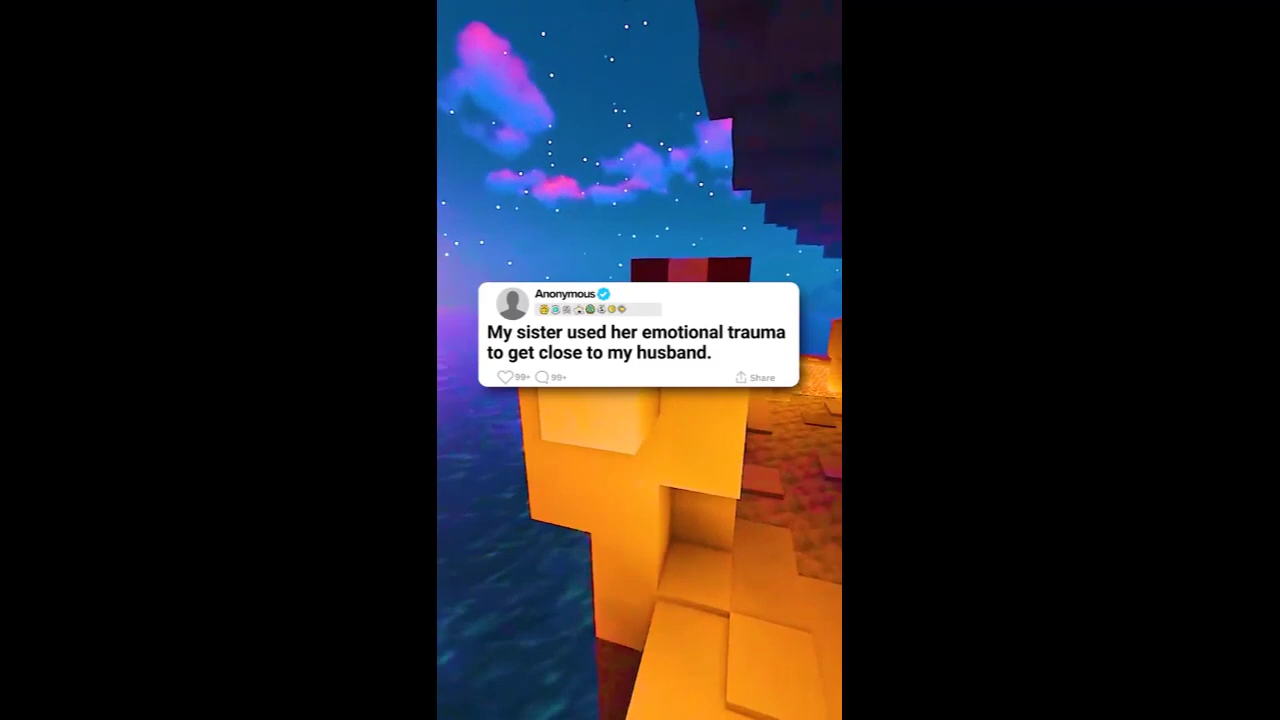 Anonymous
My sister used her emotional trauma
to get close to my husband.
99+ 99+ Share